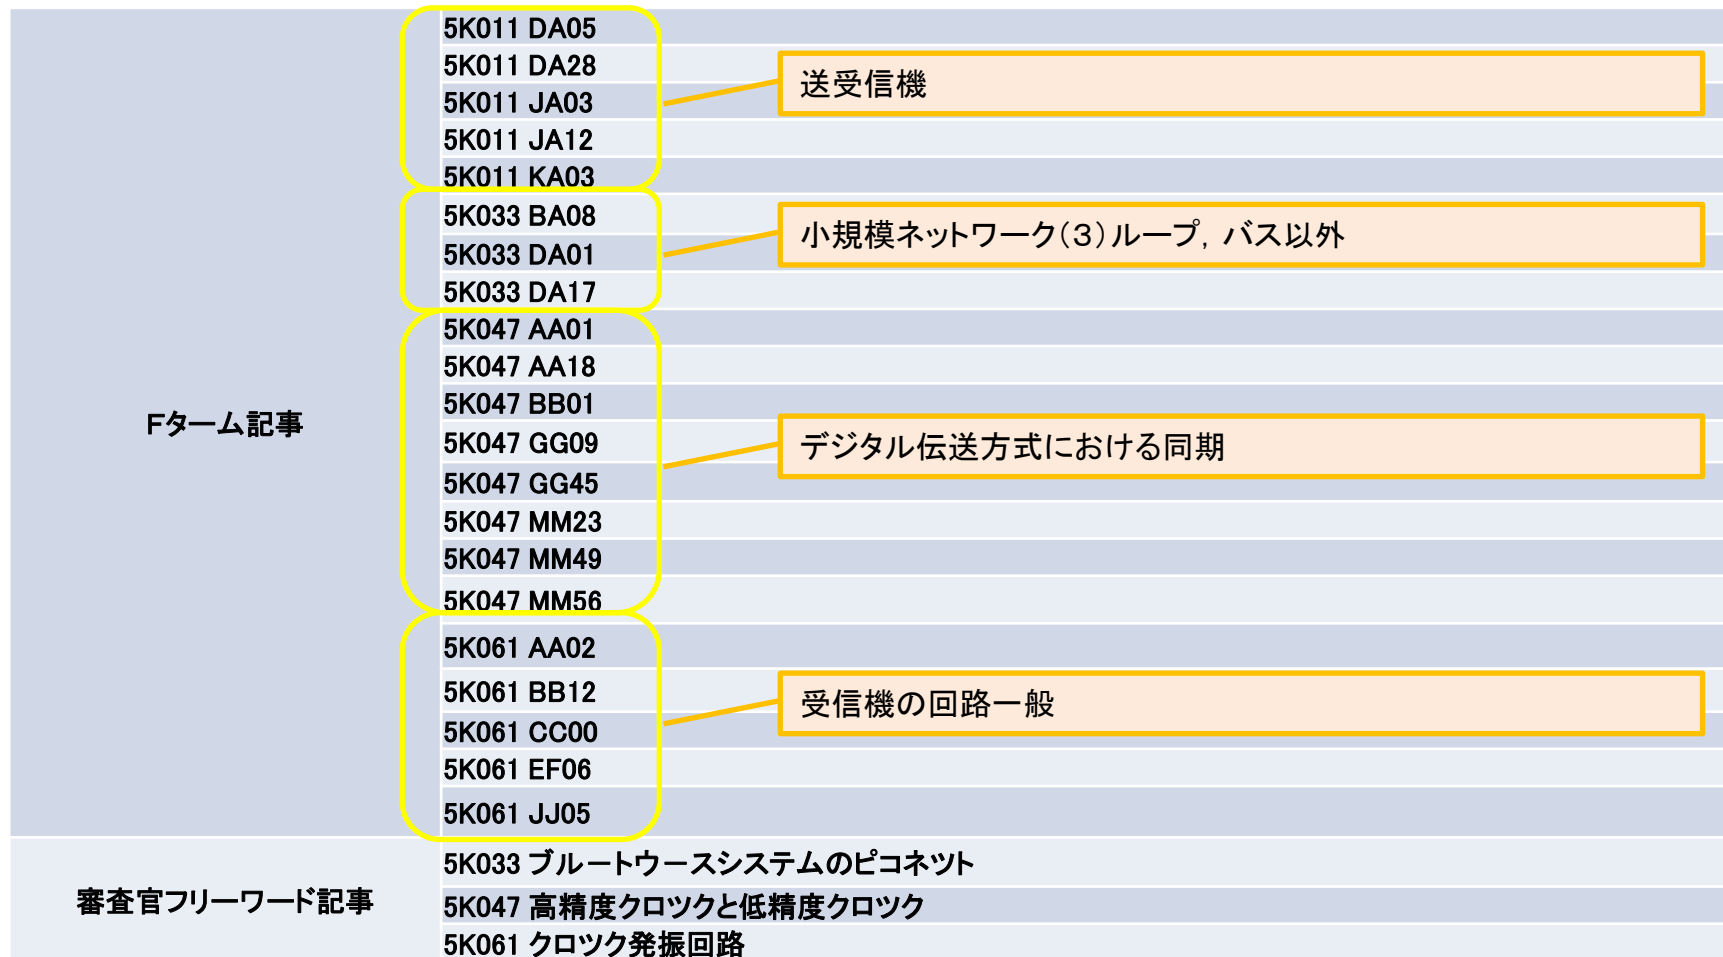 5K011 DA05
5K011 DA28
送受信機
5K011 JA03
5K011 JA12
5K011 KA03
5K033 BA08
小規模ネットワーク（３）ループ，バス以外
5K033 DA01
5K033 DA17
5K047 AA01
5K047 AA18
5K047 BB01
Fターム記事
5K047 GG09
デジタル伝送方式における同期
5K047 GG45
5K047 MM23
5K047 MM49
5K047 MM56
5K061 AA02
5K061 BB12
受信機の回路一般
5K061 CC00
5K061 EF06
5K061 JJ05
5K033 ブルートウースシステムのピコネツト
審査官フリーワード記事
5K047 高精度クロツクと低精度クロツク
5K061 クロツク発振回路